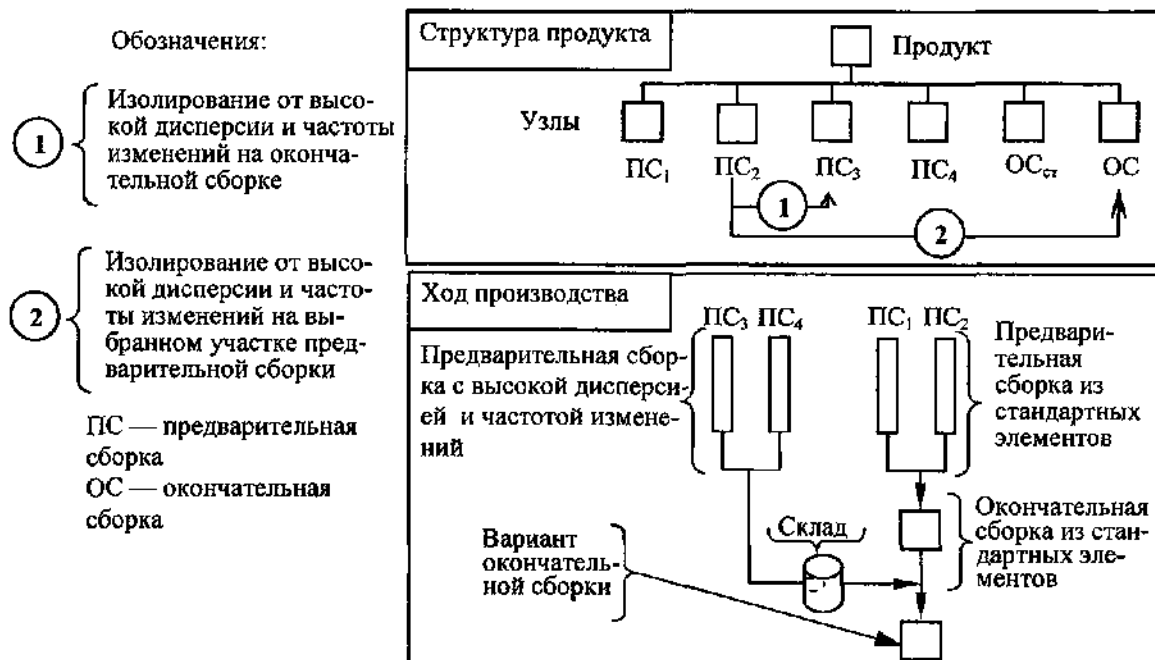 Обозначения:
1
Изолирование от высо-
кой дисперсии и частоты
изменений на оконча-
тельной сборке
2
Изолирование от высо-
кой дисперсии и часто-
ты изменений на вы-
бранном участке пред-
варительной сборки
ПС — предварительная
сборка
ОС — окончательная
сборка
Структура продукта
Продукт
Узлы
ПС₁ ПС₂ ПС₃ ПС₄ ОСст ОС
1
2
Ход производства
ПС₃ ПС₄ ПС₁ ПС₂
Предварительная сбор-
ка с высокой дисперси-
ей и частотой измене-
ний
Предвари-
тельная
сборка из
стандартных
элементов
Склад
Окончательная
сборка из стан-
дартных эле-
ментов
Вариант
окончатель-
ной сборки